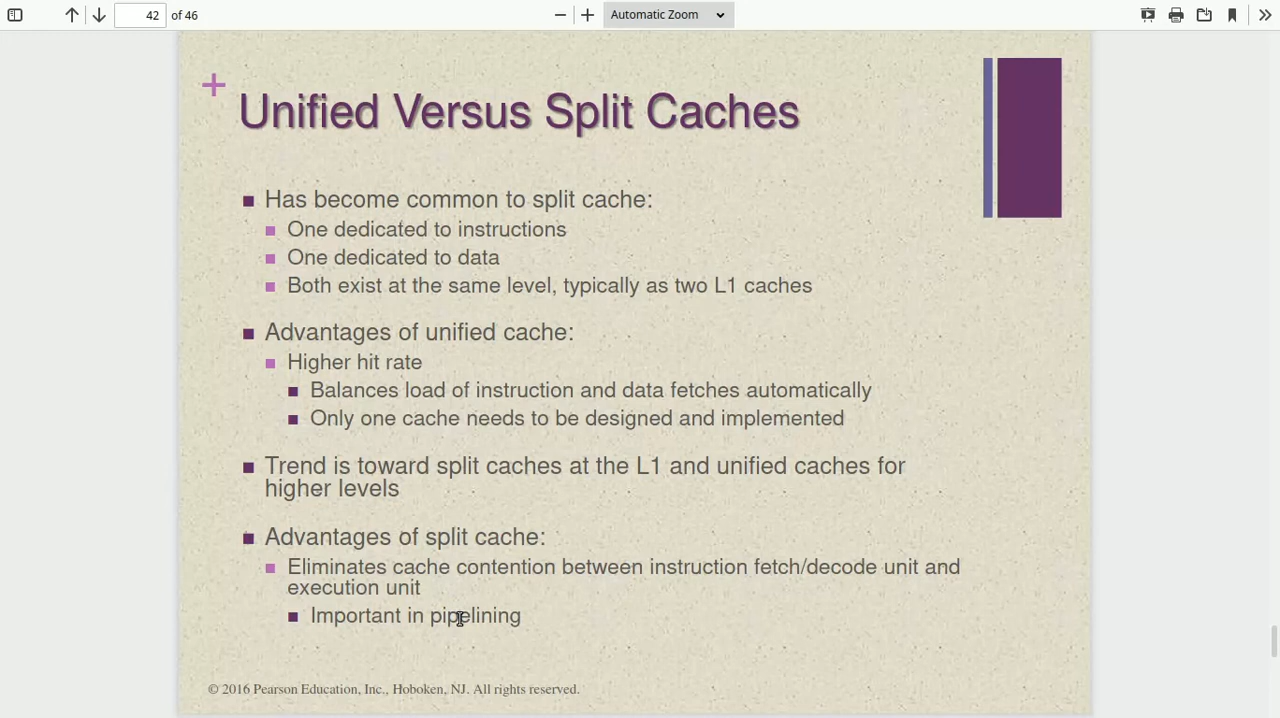 42 of 46
Automatic Zoom
+
Unified Versus Split Caches
Has become common to split cache:
One dedicated to instructions
One dedicated to data
Both exist at the same level, typically as two L1 caches
Advantages of unified cache:
Higher hit rate
Balances load of instruction and data fetches automatically
Only one cache needs to be designed and implemented
Trend is toward split caches at the L1 and unified caches for
higher levels
Advantages of split cache:
Eliminates cache contention between instruction fetch/decode unit and
execution unit
Important in pipelining
© 2016 Pearson Education, Inc., Hoboken, NJ. All rights reserved.